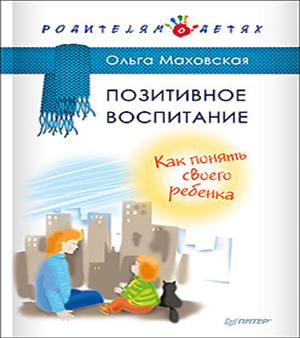 РОДИТЕЛЯМ О ДЕТЯХ
Ольга Маховская
ПОЗИТИВНОЕ
ВОСПИТАНИЕ
Как понять
своего
ребенка
ПИТЕР